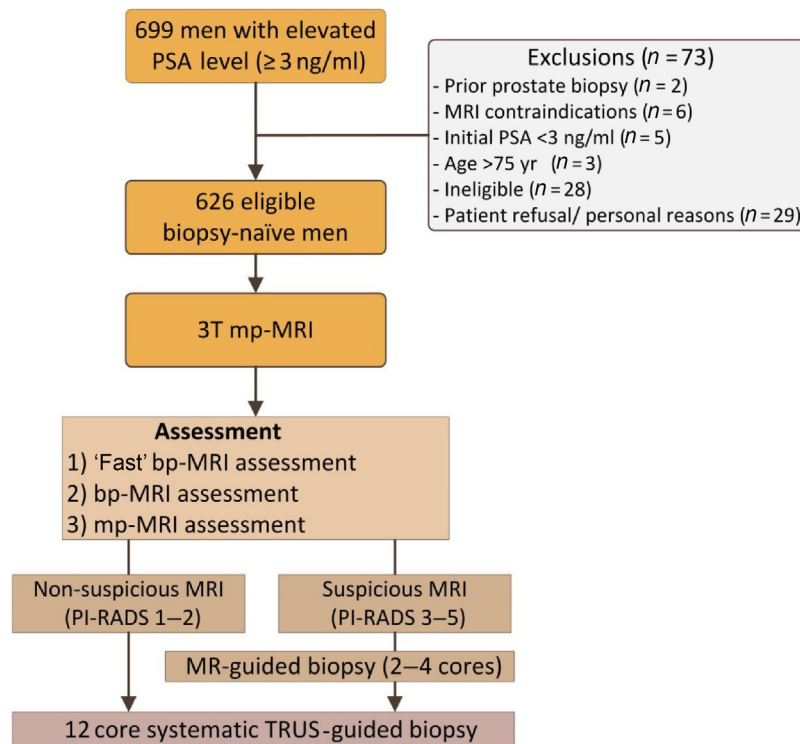 699 men with elevated
PSA level (≥ 3 ng/ml)
Exclusions (n = 73)
- Prior prostate biopsy (n = 2)
- MRI contraindications (n = 6)
- Initial PSA <3 ng/ml (n = 5)
- Age >75 yr (n = 3)
- Ineligible (n = 28)
- Patient refusal/ personal reasons (n = 29)
626 eligible
biopsy-naïve men
3T mp-MRI
Assessment
1) 'Fast' bp-MRI assessment
2) bp-MRI assessment
3) mp-MRI assessment
Non-suspicious MRI
(PI-RADS 1–2)
Suspicious MRI
(PI-RADS 3–5)
MR-guided biopsy (2–4 cores)
12 core systematic TRUS-guided biopsy